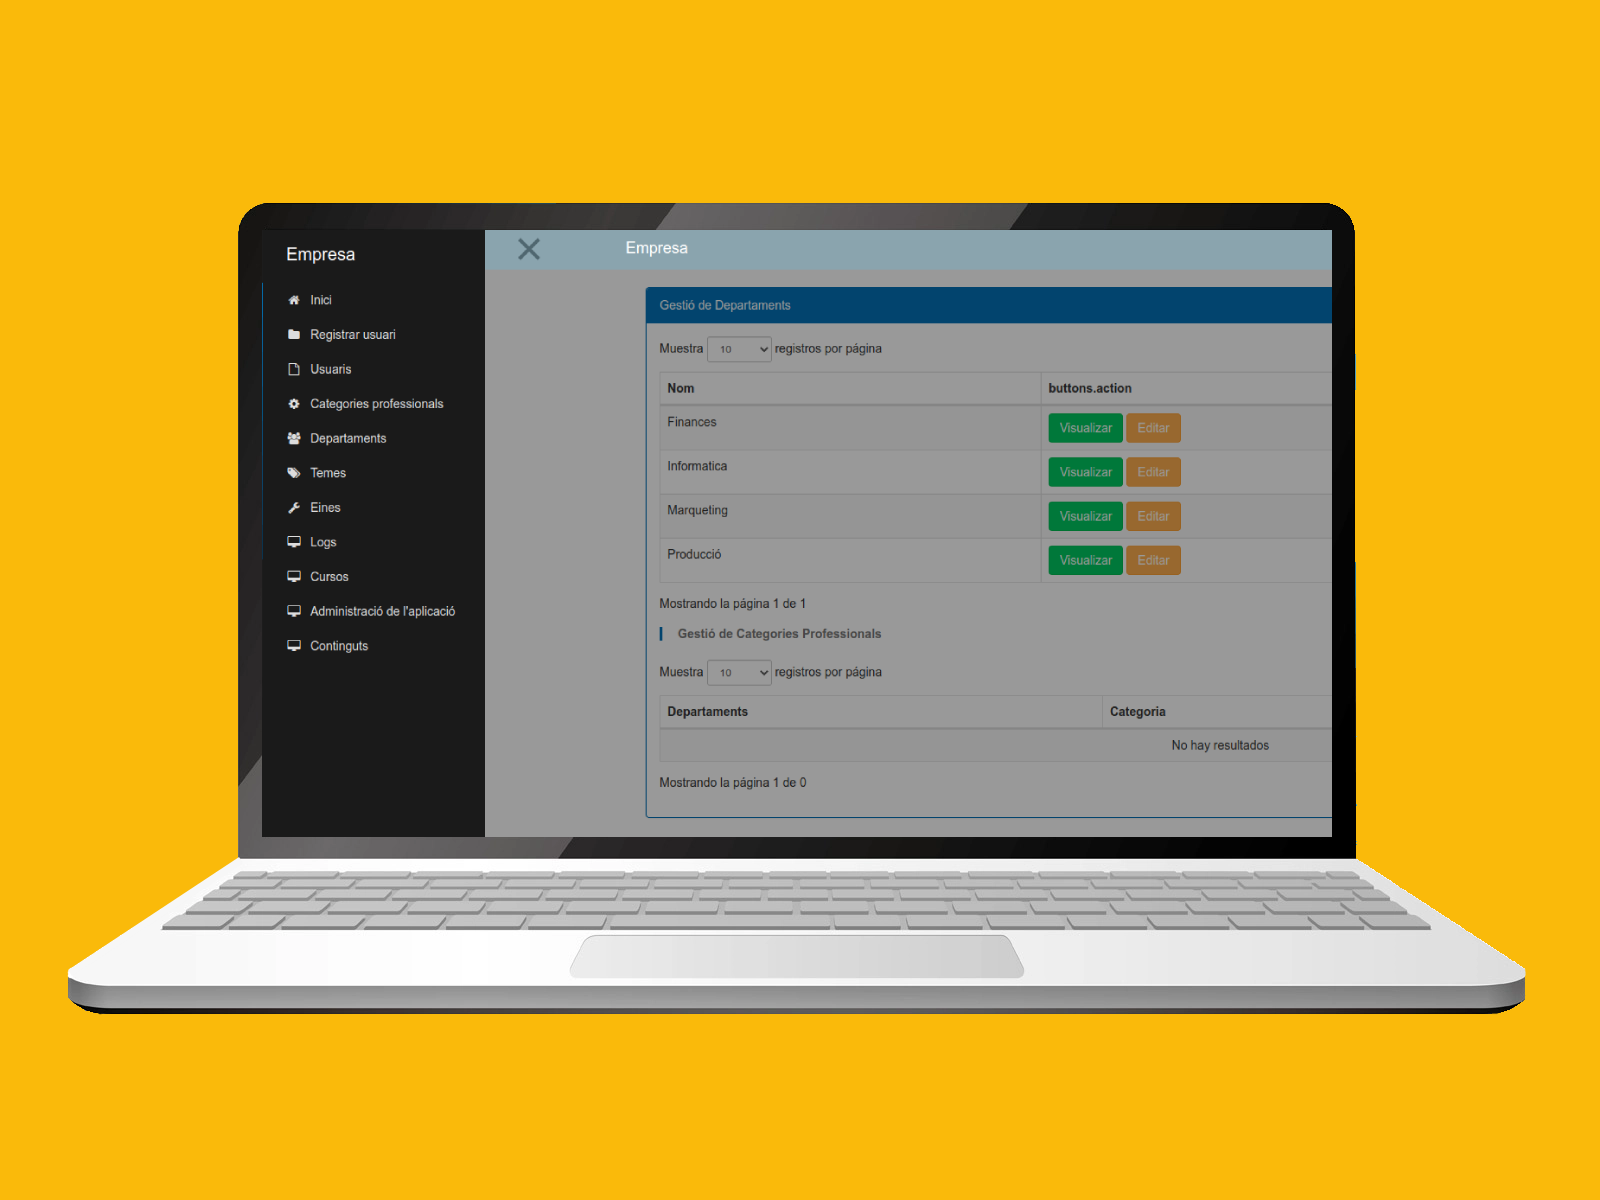 Empresa
Inici
Registrar usuari
Usuaris
Categories professionals
Departaments
Temes
Eines
Logs
Cursos
Administració de l'aplicació
Continguts
Empresa
Gestió de Departaments
Muestra 10 registros por página
Nom buttons.action
Finances Visualizar Editar
Informatica Visualizar Editar
Marqueting Visualizar Editar
Producció Visualizar Editar
Mostrando la página 1 de 1
Gestió de Categories Professionals
Muestra 10 registros por página
Departaments Categoria
No hay resultados
Mostrando la página 1 de 0